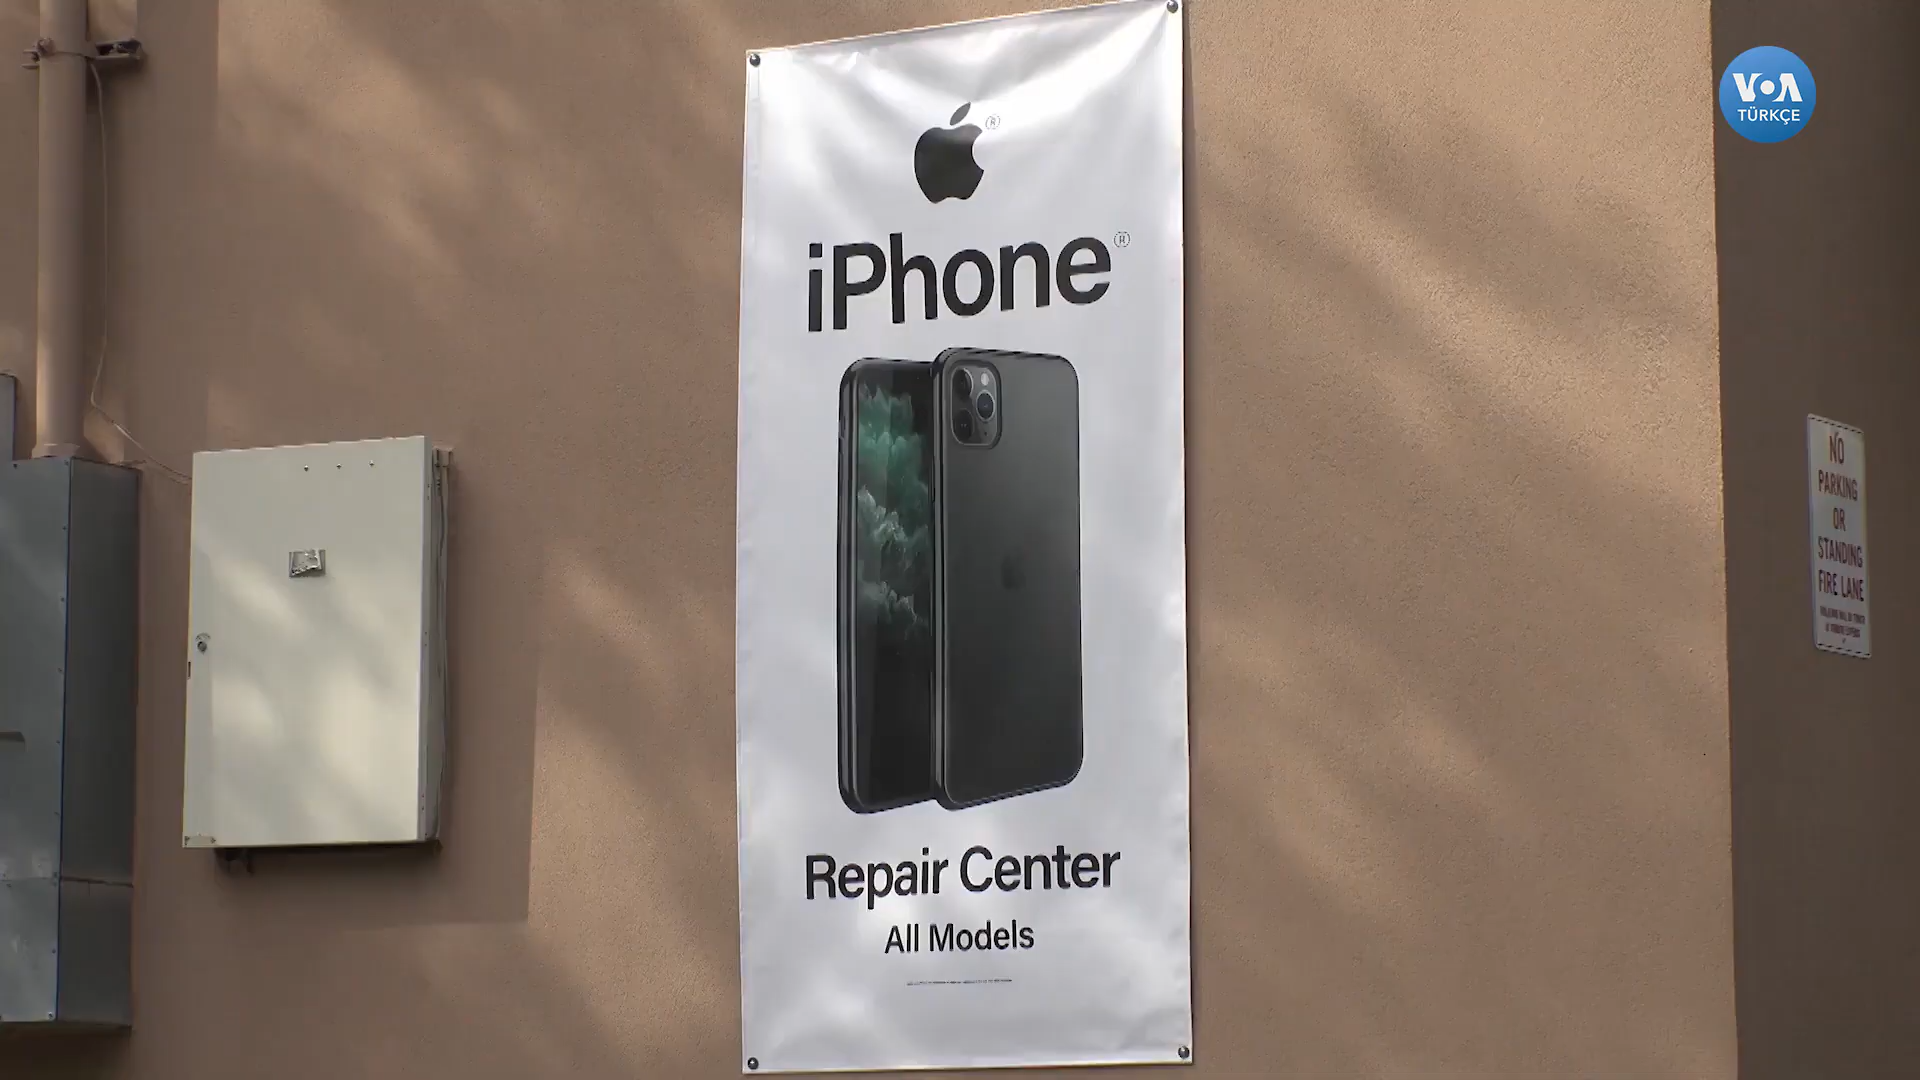 VOA
TÜRKÇE
®
iPhone®
Repair Center
All Models
NO
PARKING
OR
STANDING
FIRE LANE